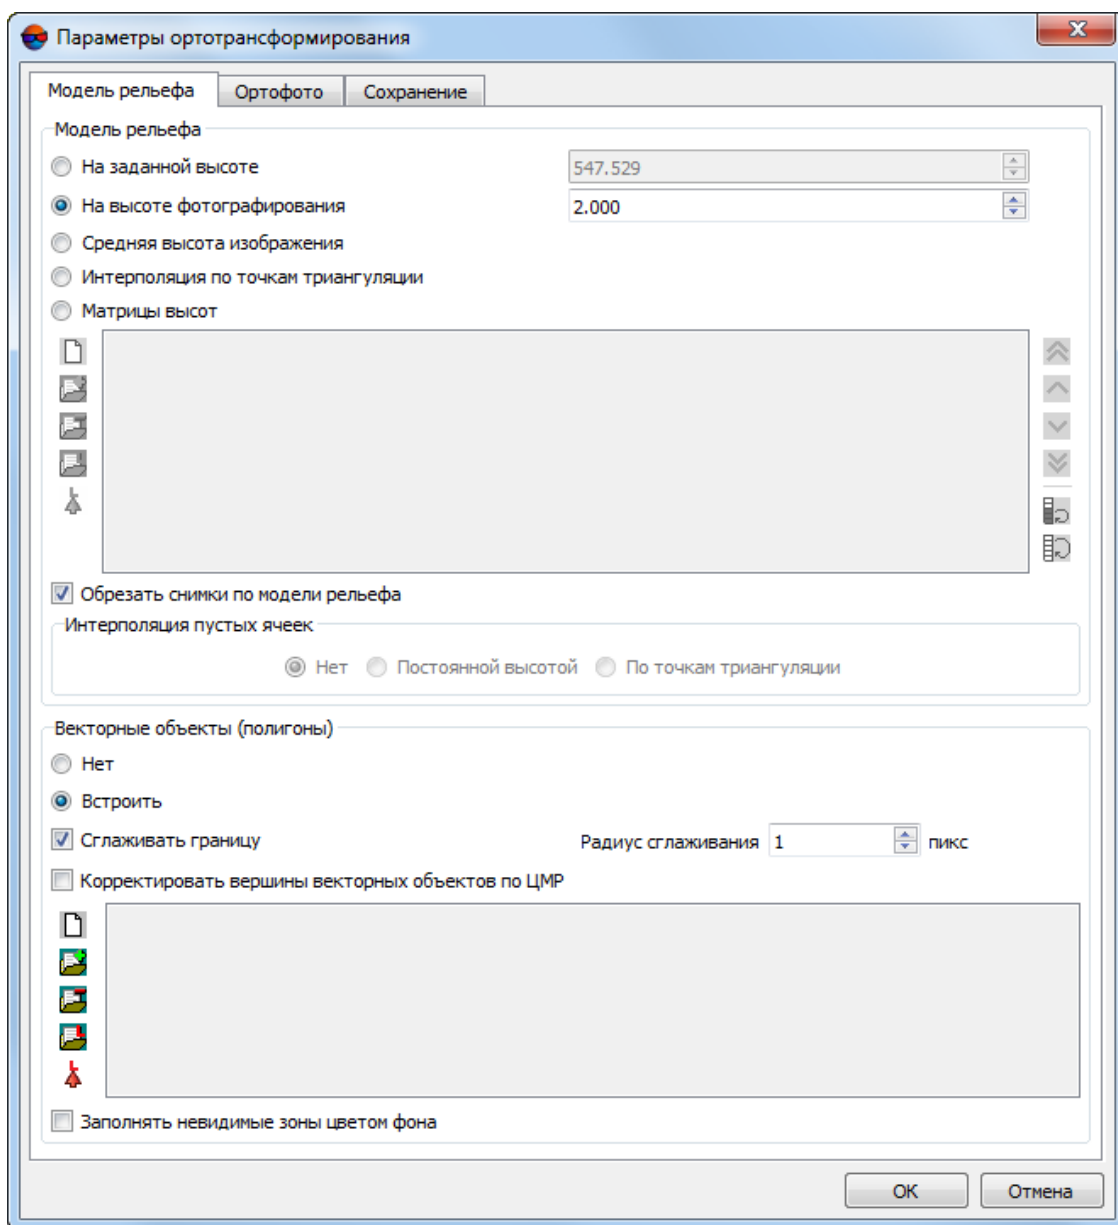 Параметры ортотрансформирования
Модель рельефа Ортофото Сохранение
Модель рельефа
На заданной высоте 547.529
На высоте фотографирования 2.000
Средняя высота изображения
Интерполяция по точкам триангуляции
Матрицы высот
Обрезать снимки по модели рельефа
Интерполяция пустых ячеек
Нет Постоянной высотой По точкам триангуляции
Векторные объекты (полигоны)
Нет
Встроить
Сглаживать границу Радиус сглаживания 1 пикс
Корректировать вершины векторных объектов по ЦМР
Заполнять невидимые зоны цветом фона
ОК Отмена